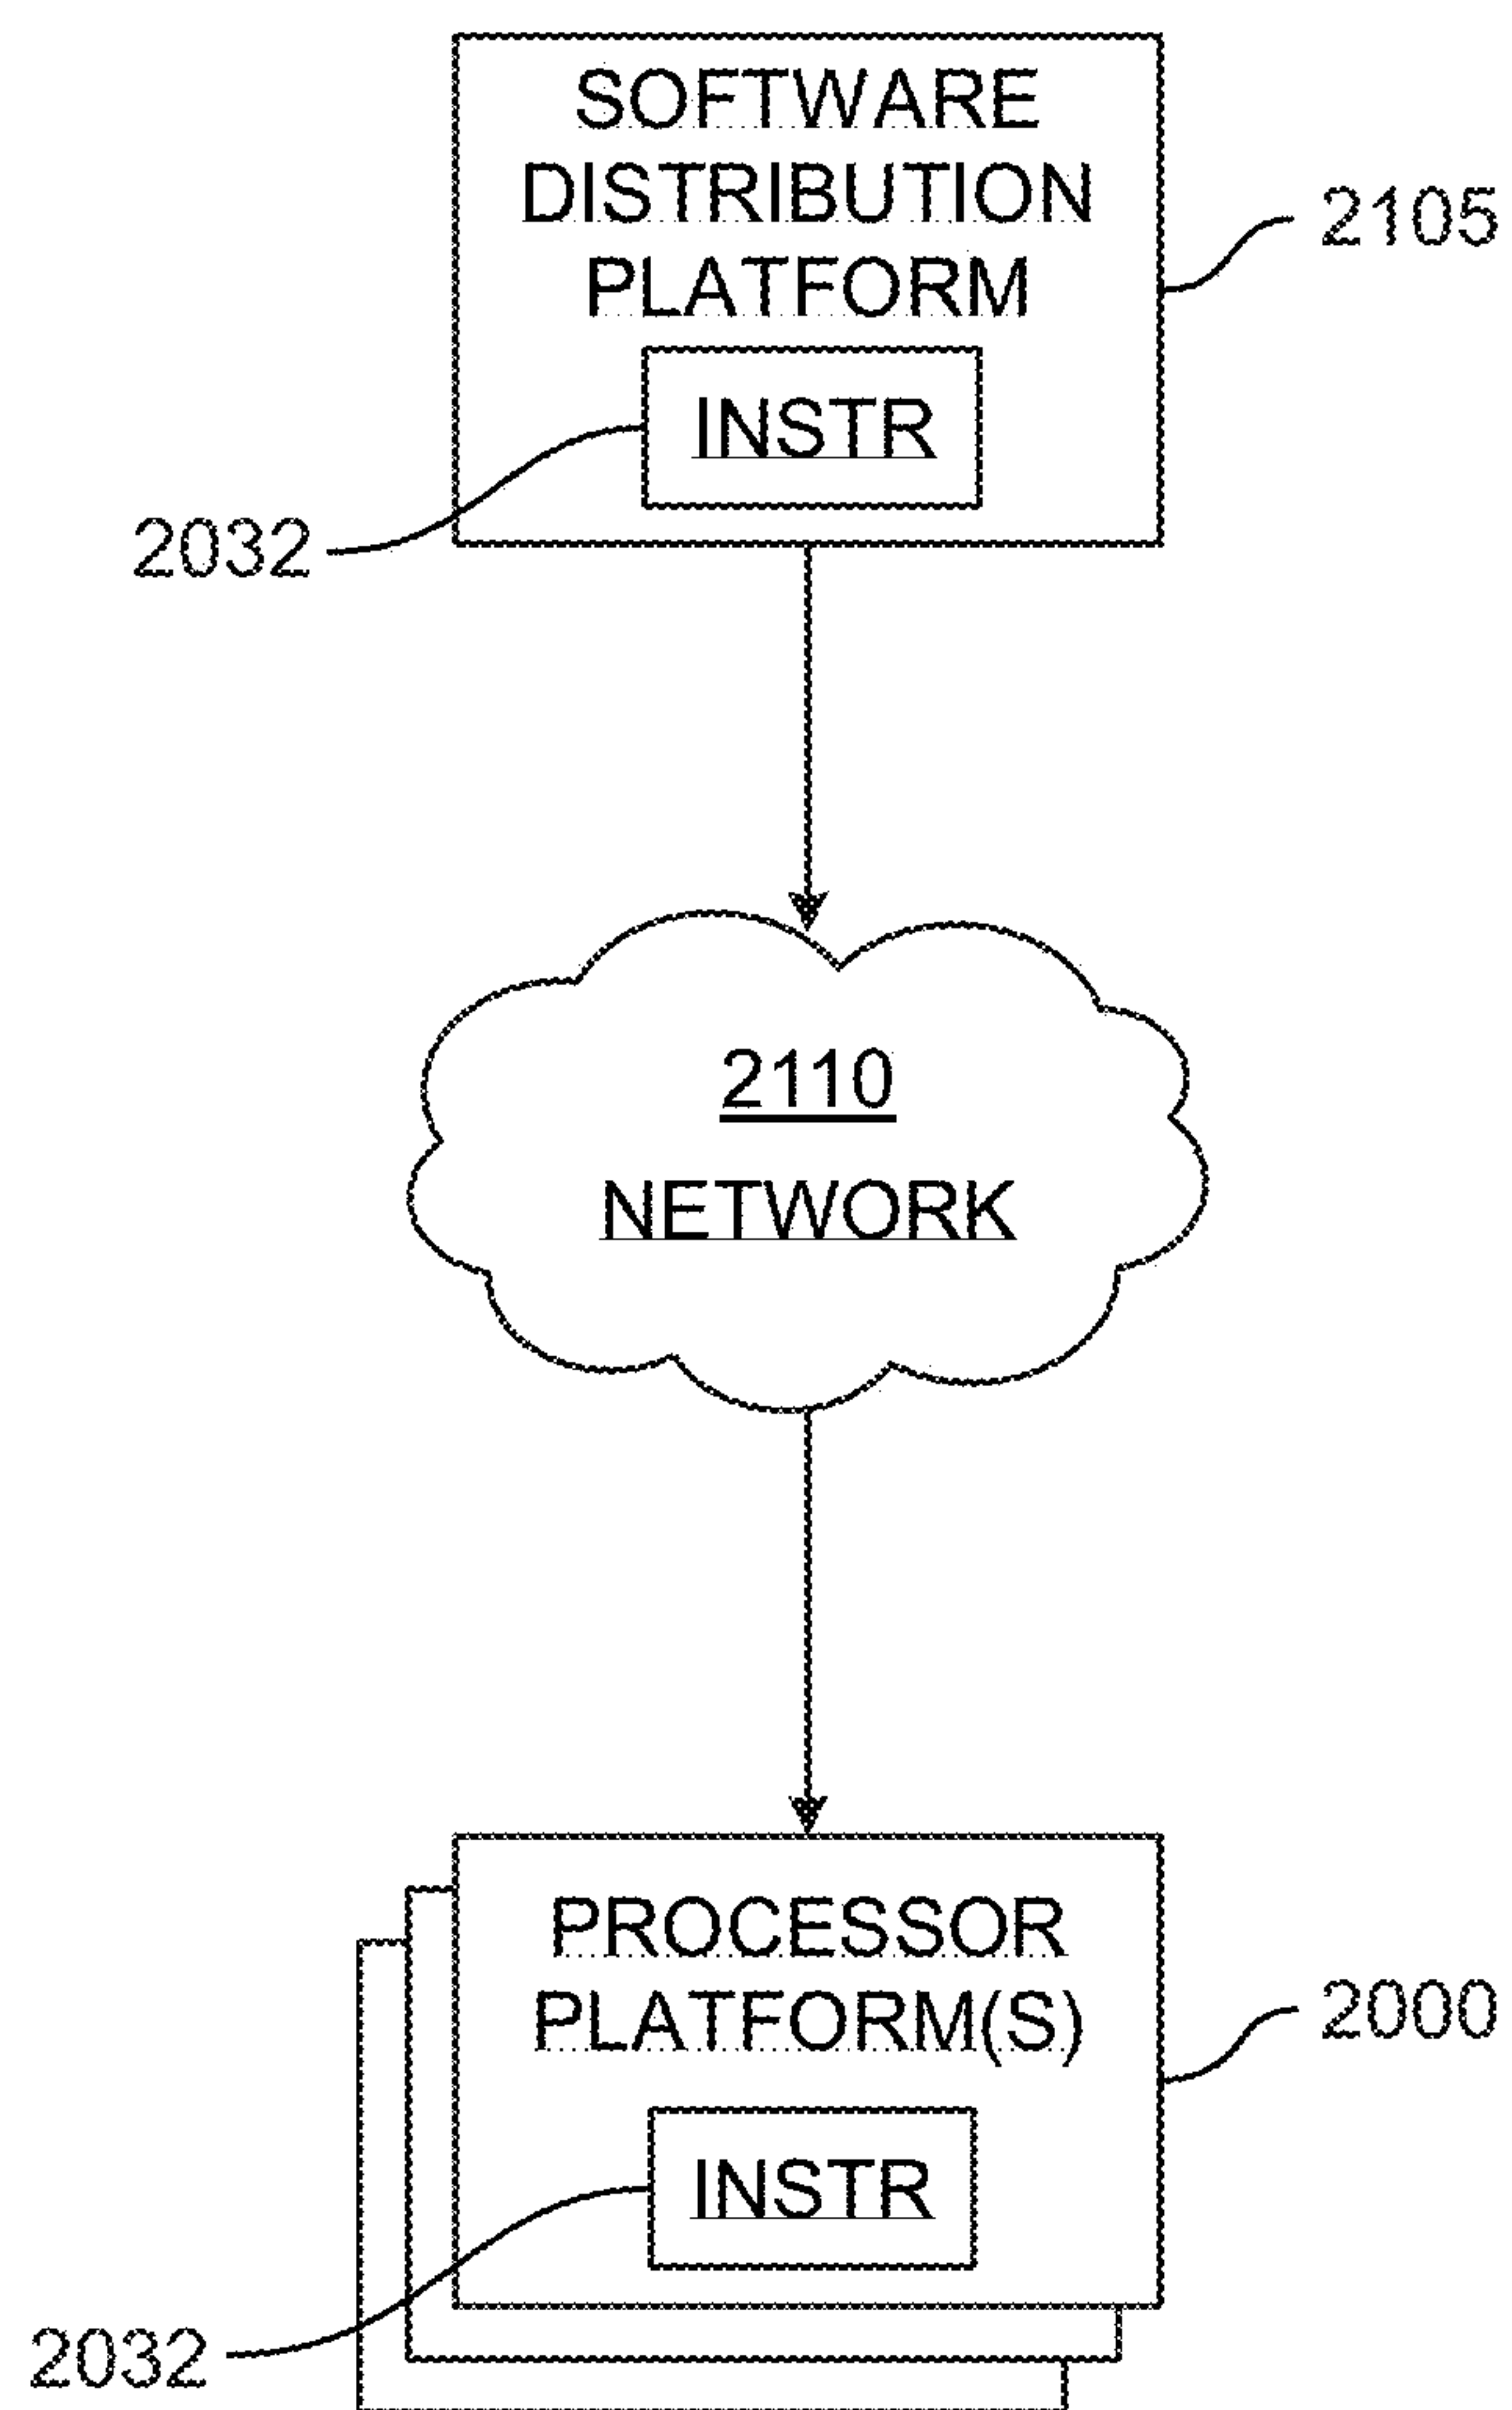 SOFTWARE
DISTRIBUTION
PLATFORM
2105
INSTR
2032
2110
NETWORK
PROCESSOR
PLATFORM(S)
2000
INSTR
2032